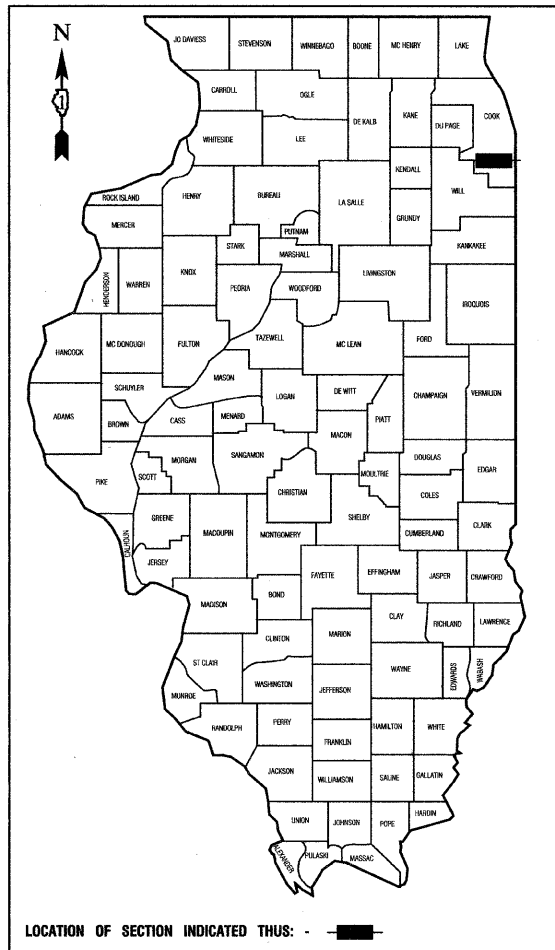 N
JO DAVIESS STEVENSON WINNEBAGO BOONE MC HENRY LAKE
CARROLL OGLE DE KALB KANE COOK
DU PAGE
WHITESIDE LEE
KENDALL WILL
ROCK ISLAND HENRY BUREAU LA SALLE
MERCER PUTNAM GRUNDY
STARK MARSHALL KANKAKEE
HENDERSON WARREN KNOX PEORIA WOODFORD LIVINGSTON IROQUOIS
TAZEWELL MC LEAN FORD
HANCOCK MC DONOUGH FULTON
MASON
SCHUYLER LOGAN DE WITT CHAMPAIGN VERMILION
ADAMS BROWN CASS MENARD PIATT
MACON
MORGAN SANGAMON DOUGLAS
PIKE SCOTT MOULTRIE EDGAR
CHRISTIAN COLES
GREENE SHELBY
CALHOUN MACOUPIN MONTGOMERY CUMBERLAND CLARK
JERSEY FAYETTE EFFINGHAM JASPER CRAWFORD
MADISON BOND
CLAY RICHLAND LAWRENCE
CLINTON MARION
ST CLAIR WAYNE EDWARDS WABASH
WASHINGTON JEFFERSON
MUNROE
RANDOLPH PERRY HAMILTON WHITE
FRANKLIN
JACKSON WILLIAMSON SALINE GALLATIN
UNION JOHNSON POPE HARDIN
ALEXANDER PULASKI MASSAC
LOCATION OF SECTION INDICATED THUS: -